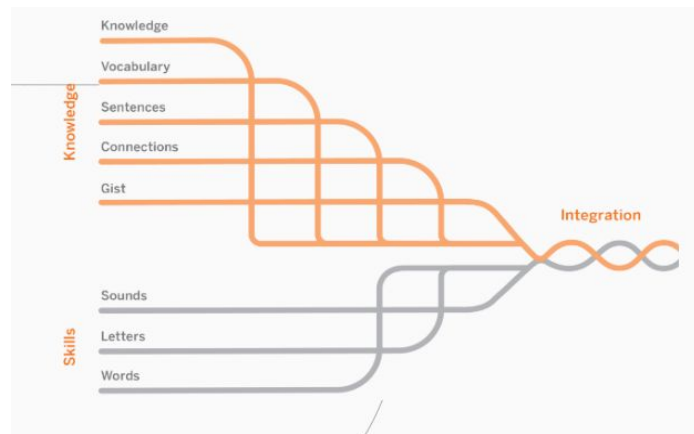 Knowledge
Vocabulary
Sentences
Connections
Gist
Knowledge
Integration
Sounds
Letters
Words
Skills